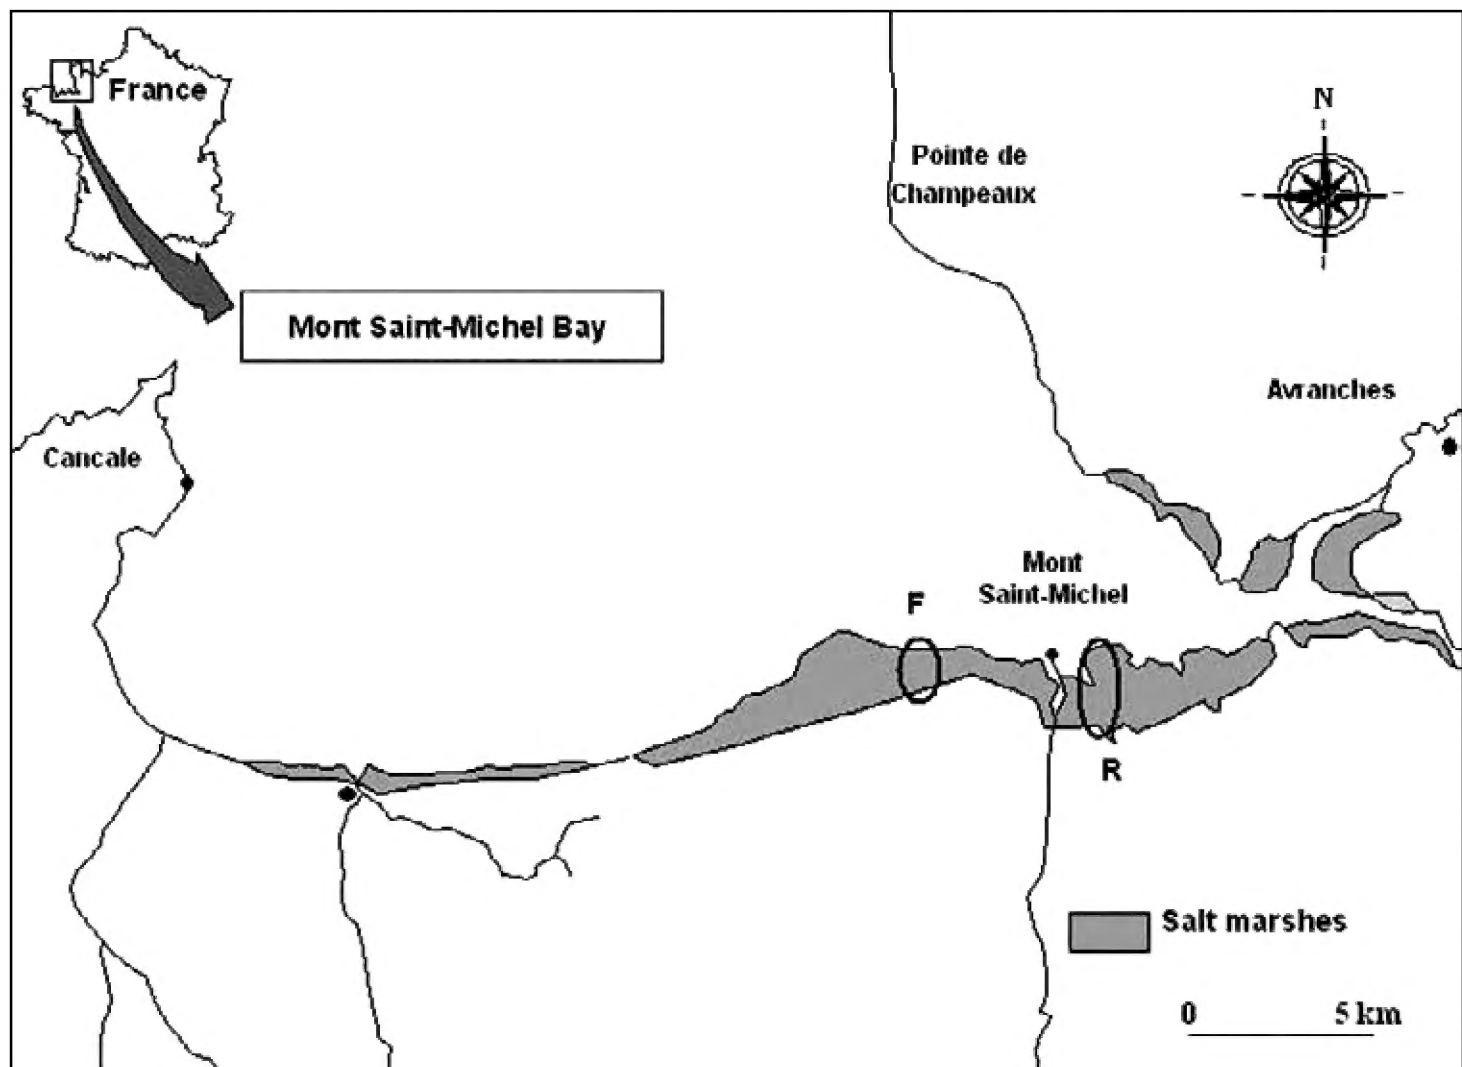 France
N
Pointe de
Champeaux
Mont Saint-Michel Bay
Avranches
Cancale
Mont
Saint-Michel
F
R
Salt marshes
0 5 km